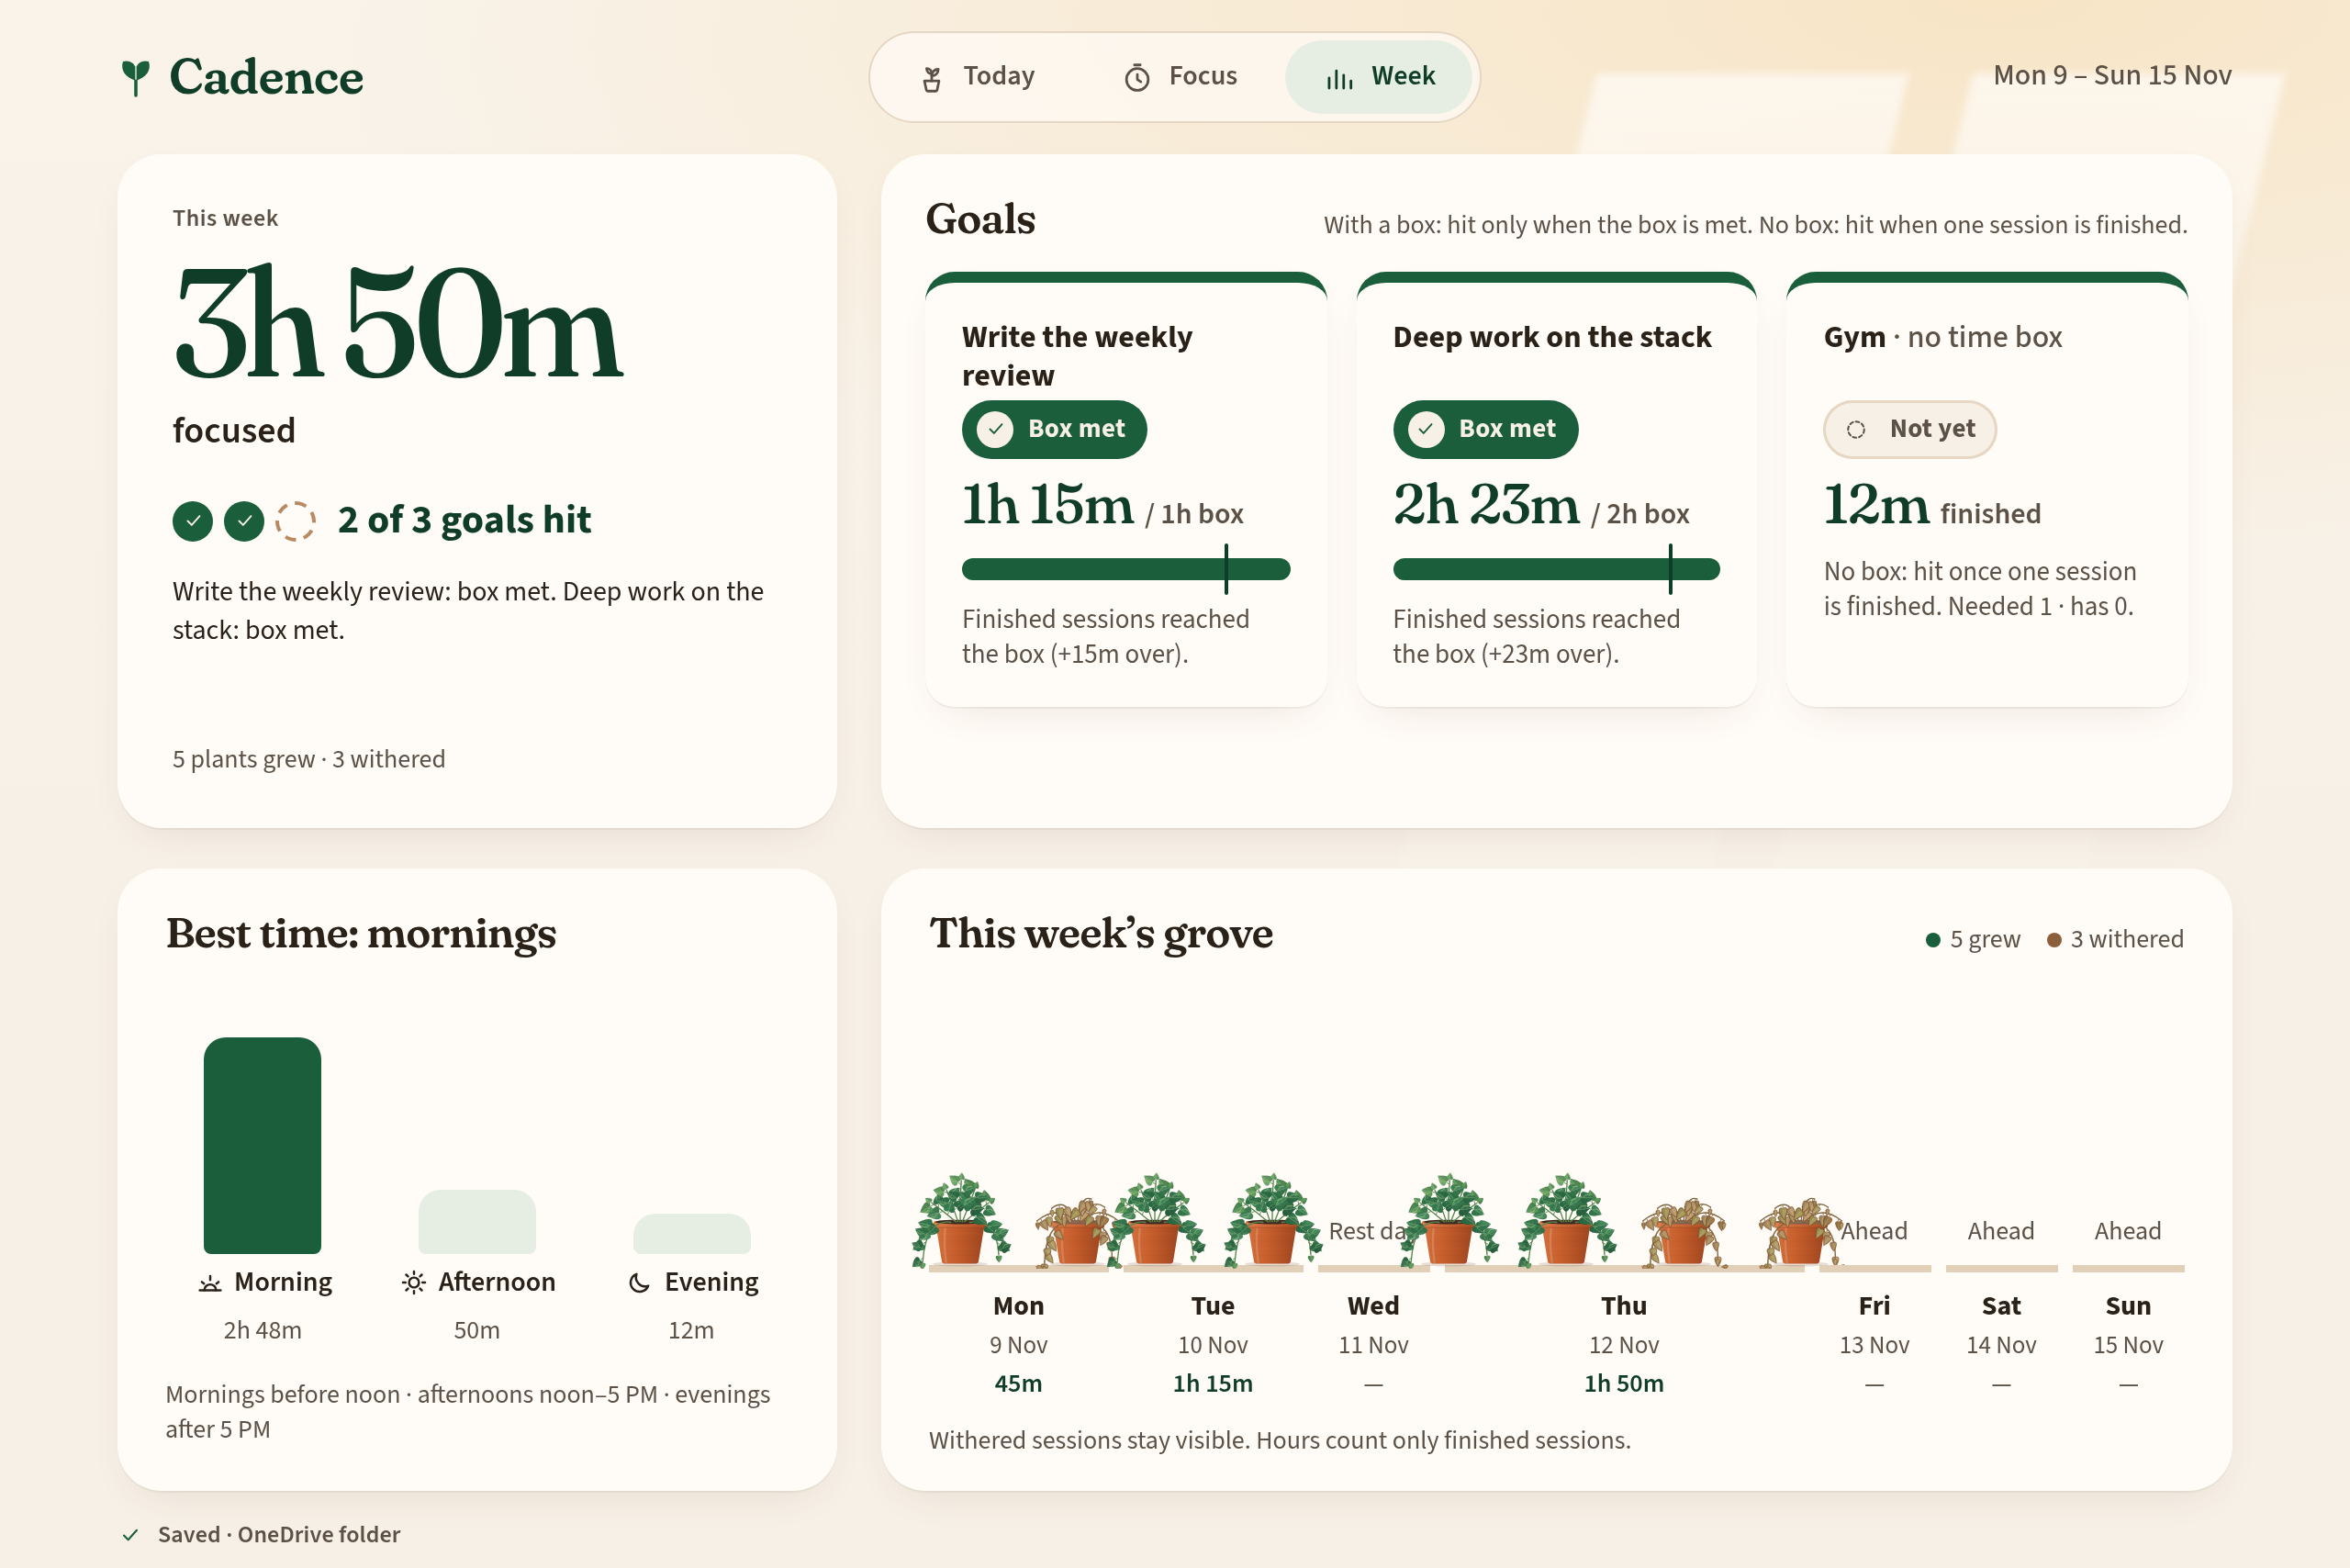 Cadence
Today
Focus
Week
Mon 9 – Sun 15 Nov
This week
3h 50m
focused
2 of 3 goals hit
Write the weekly review: box met. Deep work on the
stack: box met.
5 plants grew · 3 withered
Goals
With a box: hit only when the box is met. No box: hit when one session is finished.
Write the weekly
review
Box met
1h 15m / 1h box
Finished sessions reached
the box (+15m over).
Deep work on the stack
Box met
2h 23m / 2h box
Finished sessions reached
the box (+23m over).
Gym · no time box
Not yet
12m finished
No box: hit once one session
is finished. Needed 1 · has 0.
Best time: mornings
Morning
Afternoon
Evening
2h 48m
50m
12m
Mornings before noon · afternoons noon–5 PM · evenings
after 5 PM
This week’s grove
5 grew
3 withered
Rest da
Ahead
Ahead
Ahead
Mon
Tue
Wed
Thu
Fri
Sat
Sun
9 Nov
10 Nov
11 Nov
12 Nov
13 Nov
14 Nov
15 Nov
45m
1h 15m
—
1h 50m
—
—
—
Withered sessions stay visible. Hours count only finished sessions.
Saved · OneDrive folder